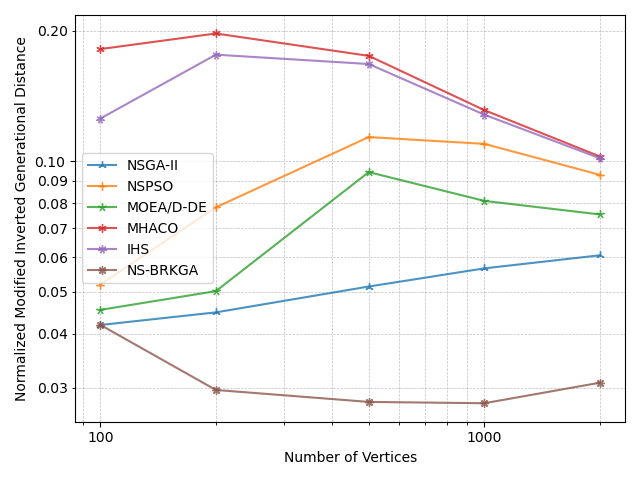 Normalized Modified Inverted Generational Distance
0.20
0.10
0.09
0.08
0.07
0.06
0.05
0.04
0.03
NSGA-II
NSPSO
MOEA/D-DE
MHACO
IHS
NS-BRKGA
100
1000
Number of Vertices